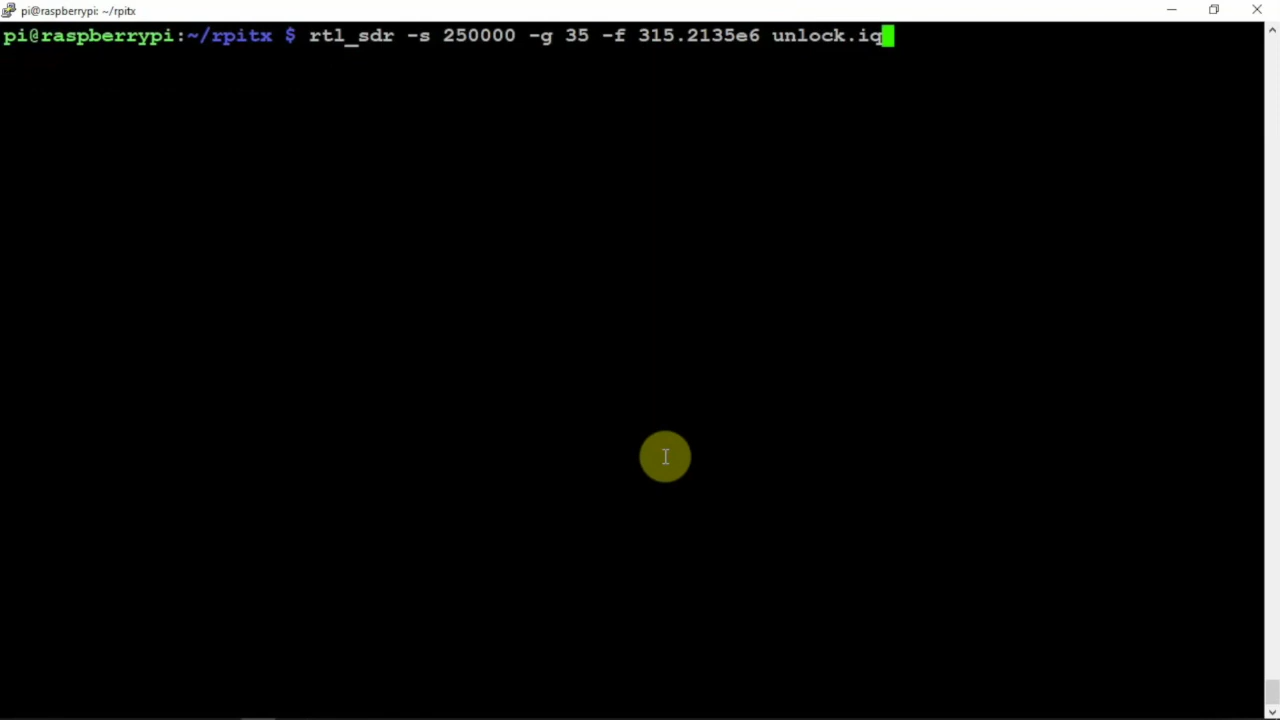 pi@raspberrypi: ~/rpitx
pi@raspberrypi:~/rpitx $ rtl_sdr -s 250000 -g 35 -f 315.2135e6 unlock.iq